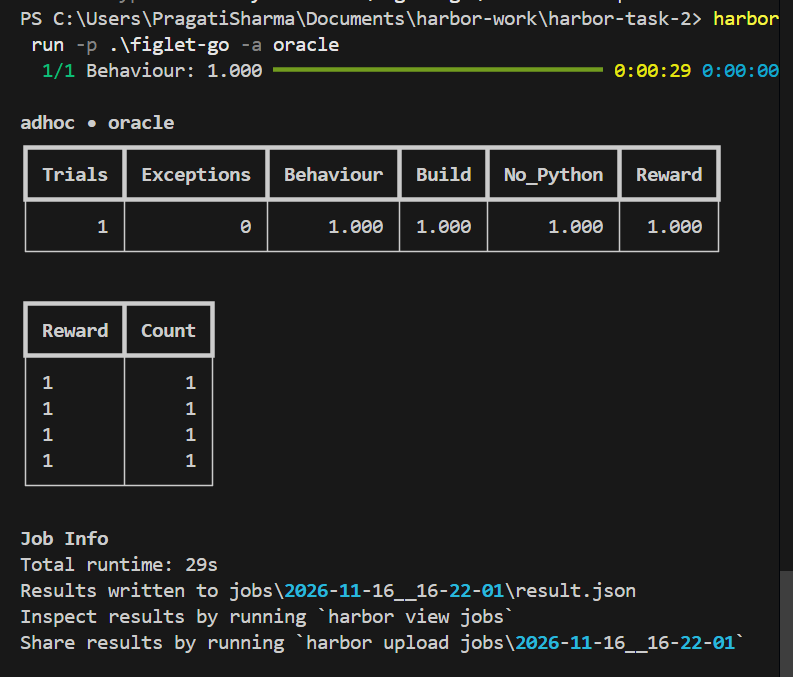 PS C:\Users\PragatiSharma\Documents\harbor-work\harbor-task-2> harbor
run -p .\figlet-go -a oracle
1/1 Behaviour: 1.000 0:00:29 0:00:00
adhoc • oracle
Trials Exceptions Behaviour Build No_Python Reward
1 0 1.000 1.000 1.000 1.000
Reward Count
1 1
1 1
1 1
1 1
Job Info
Total runtime: 29s
Results written to jobs\2026-11-16__16-22-01\result.json
Inspect results by running `harbor view jobs`
Share results by running `harbor upload jobs\2026-11-16__16-22-01`